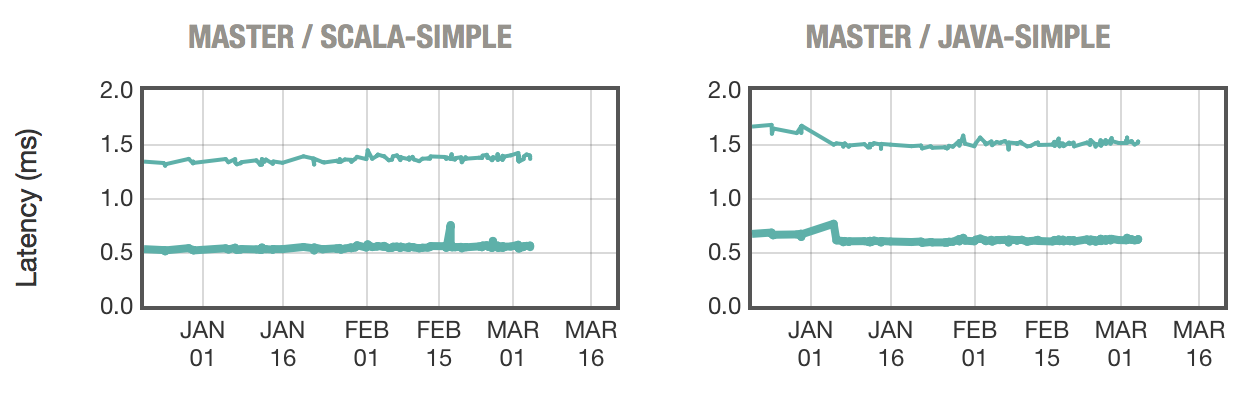 MASTER / SCALA-SIMPLE
MASTER / JAVA-SIMPLE
Latency (ms)
2.0
1.5
1.0
0.5
0.0
JAN 01
JAN 16
FEB 01
FEB 15
MAR 01
MAR 16
2.0
1.5
1.0
0.5
0.0
JAN 01
JAN 16
FEB 01
FEB 15
MAR 01
MAR 16